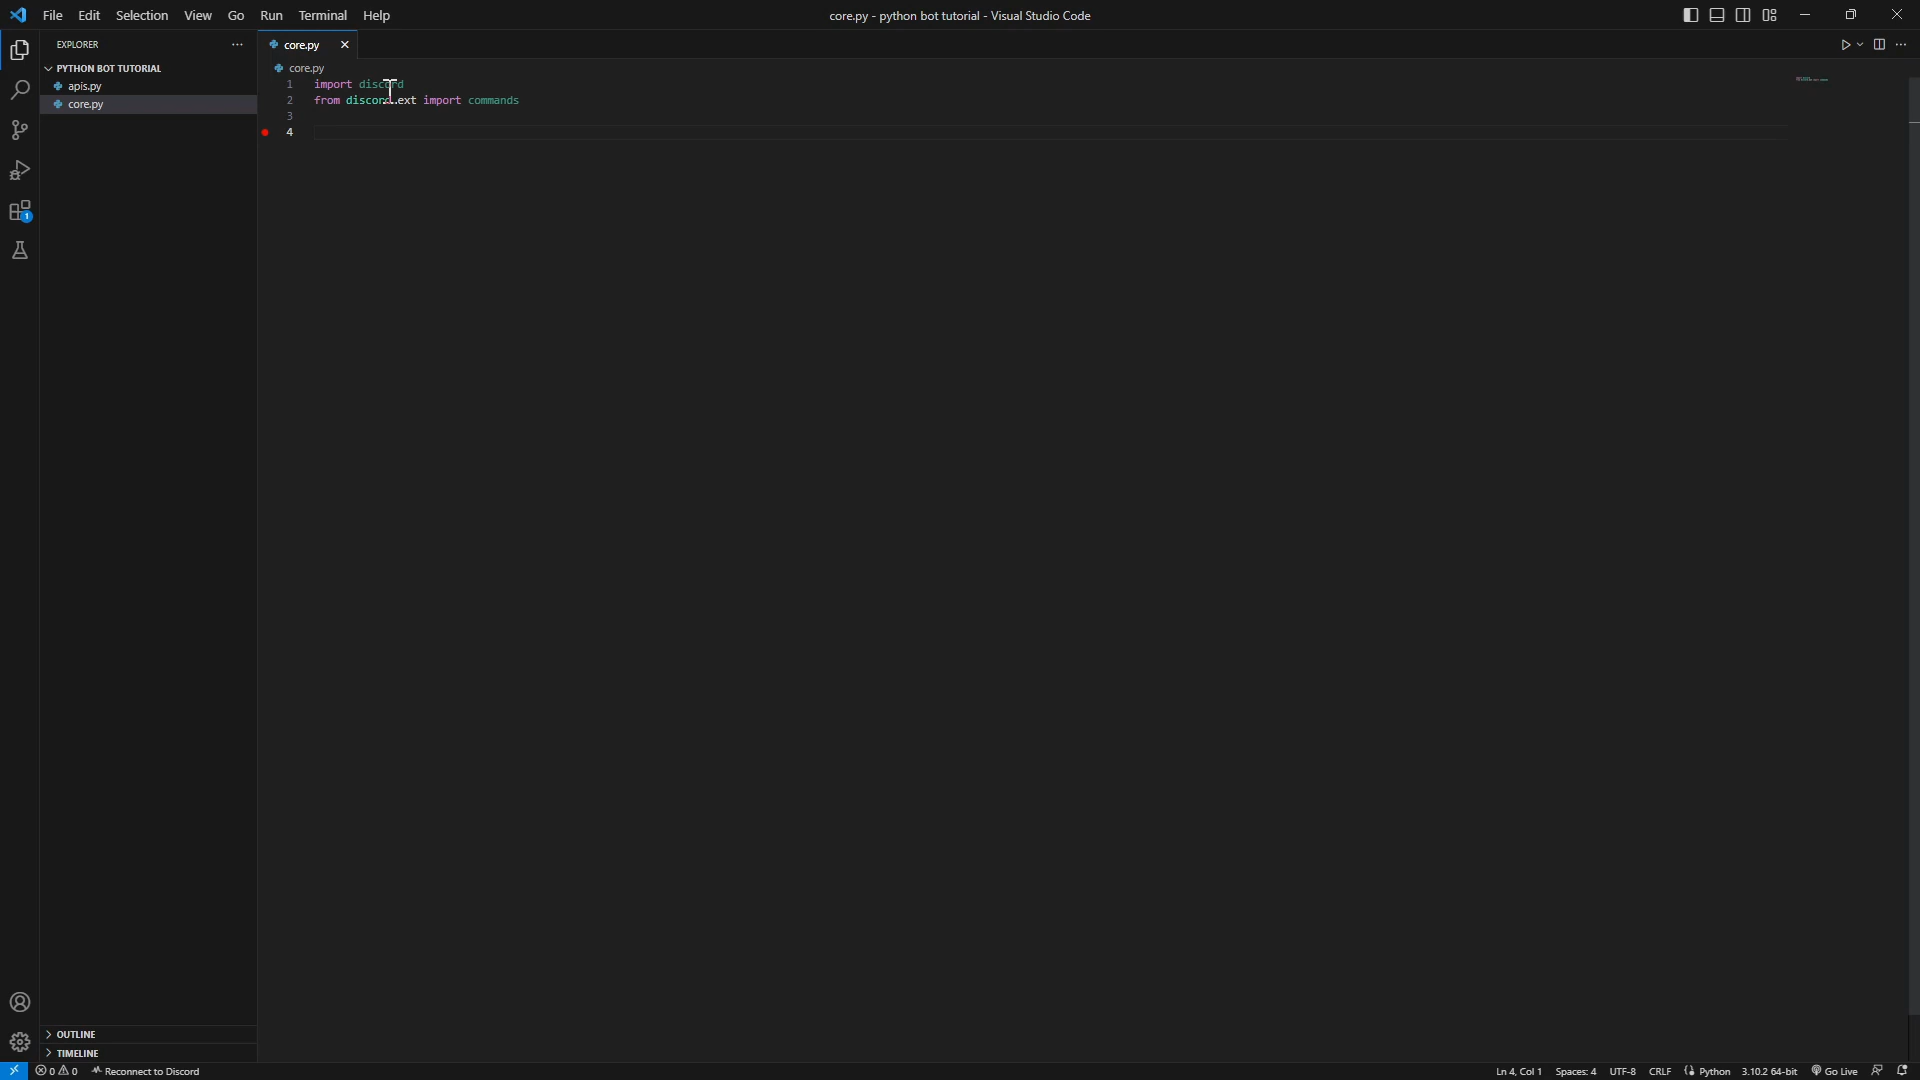 File Edit Selection View Go Run Terminal Help
core.py - python bot tutorial - Visual Studio Code
EXPLORER
core.py
PYTHON BOT TUTORIAL
core.py
apis.py
core.py
1 import discord
2 from discord.ext import commands
3
4
1
OUTLINE
TIMELINE
0 0 Reconnect to Discord
Ln 4, Col 1 Spaces: 4 UTF-8 CRLF Python 3.10.2 64-bit Go Live